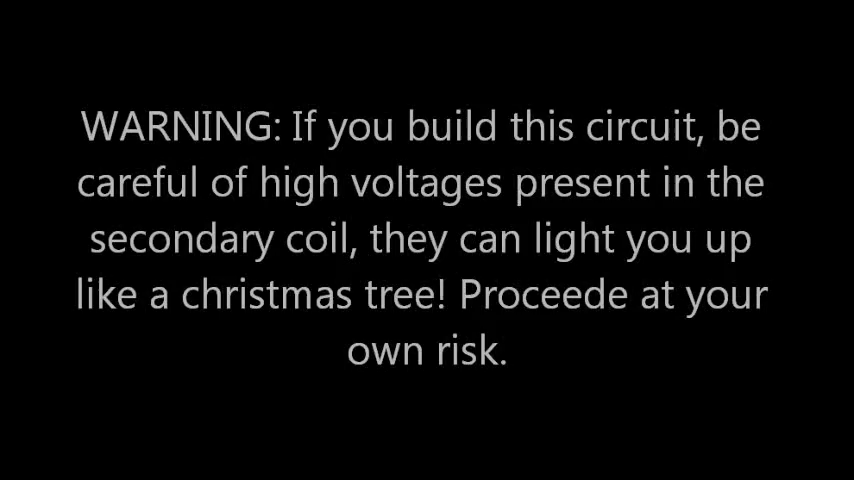 WARNING: If you build this circuit, be
careful of high voltages present in the
secondary coil, they can light you up
like a christmas tree! Proceede at your
own risk.